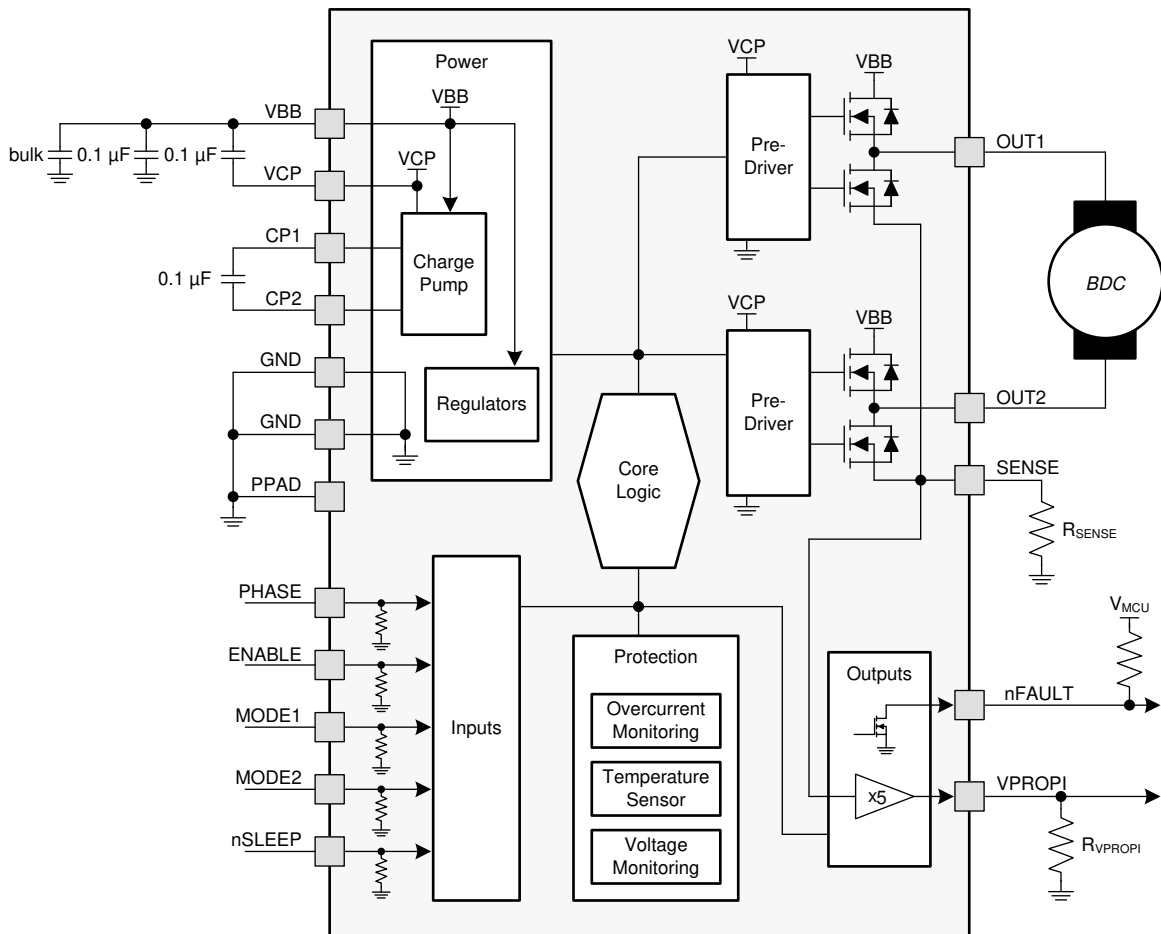 Power
VBB
VCP
Charge
Pump
Regulators
VBB
bulk
0.1 µF
0.1 µF
VCP
CP1
0.1 µF
CP2
GND
GND
PPAD
PHASE
ENABLE
MODE1
MODE2
nSLEEP
Inputs
Core
Logic
Protection
Overcurrent
Monitoring
Temperature
Sensor
Voltage
Monitoring
VCP
Pre-
Driver
VBB
VCP
Pre-
Driver
VBB
OUT1
BDC
OUT2
SENSE
RSENSE
Outputs
x5
VMCU
nFAULT
VPROPI
RVPROPI